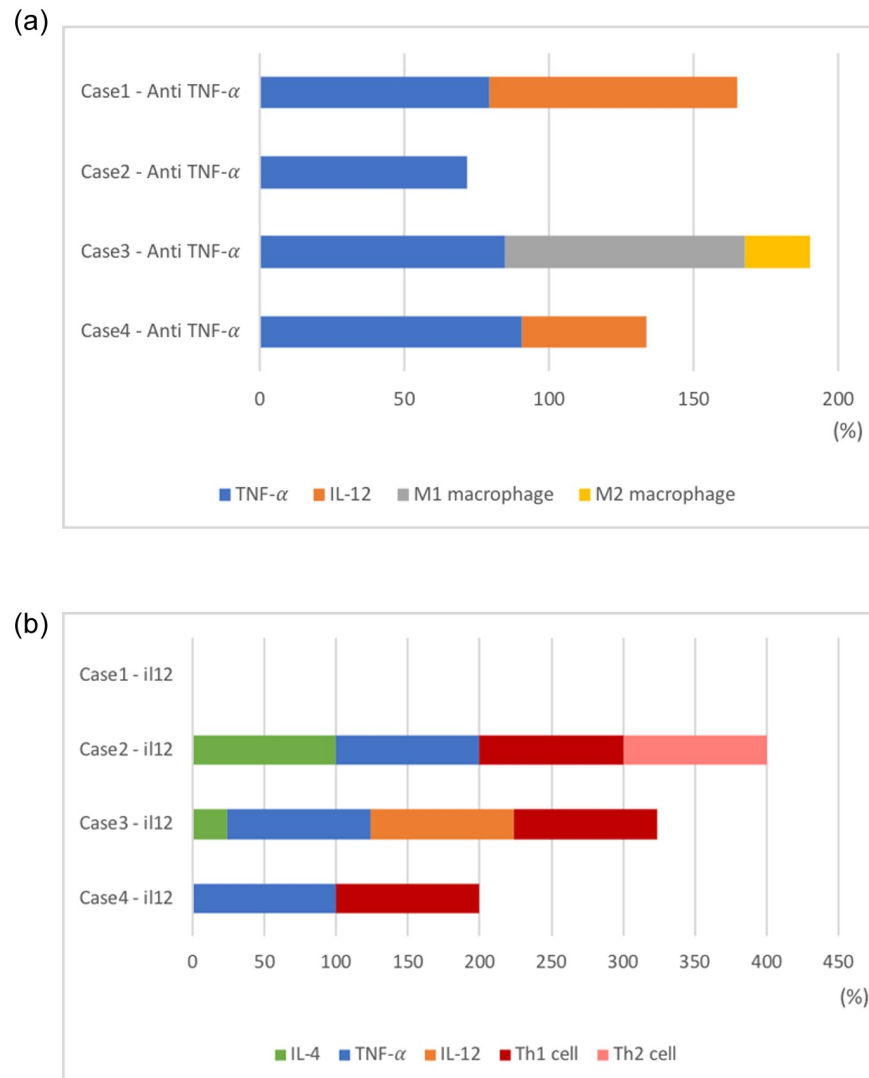 (a)
Case1 - Anti TNF-α
Case2 - Anti TNF-α
Case3 - Anti TNF-α
Case4 - Anti TNF-α
0 50 100 150 200
(%)
TNF-α IL-12 M1 macrophage M2 macrophage
(b)
Case1 - il12
Case2 - il12
Case3 - il12
Case4 - il12
0 50 100 150 200 250 300 350 400 450
(%)
IL-4 TNF-α IL-12 Th1 cell Th2 cell